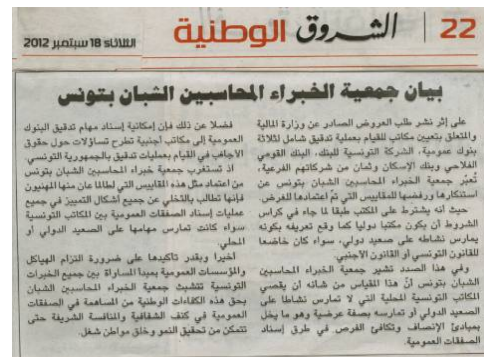 22 | الشروق الوطنية
الثلاثاء 18 سبتمبر 2012
بيان جمعية الخبراء المحاسبين الشبان بتونس
على إثر نشر طلب العروض الصادر عن وزارة المالية
والمتعلق بتعيين مكاتب للقيام بعملية تدقيق شامل لثلاثة
بنوك عمومية، الشركة التونسية للبنك، البنك القومي
الفلاحي وبنك الإسكان وثمان من شركاتهم الفرعية،
تُعبّر جمعية الخبراء المحاسبين الشبان بتونس عن
استنكارها ورفضها للمقاييس التي تمّ اعتمادها للغرض.
حيث أنه يشترط على المكتب طبقا لما جاء في كراس
الشروط أن يكون مكتبا دوليا كما وقع تعريفه بكونه
يمارس نشاطه على صعيد دولي، سواء كان خاضعا
للقانون التونسي أو القانون الأجنبي.
وفي هذا الصدد تشير جمعية الخبراء المحاسبين
الشبان بتونس أنّ هذا المقياس من شأنه أن يقصي
المكاتب التونسية المحلية التي لا تمارس نشاطا على
الصعيد الدولي أو تمارسه بصفة عرضية وهو ما يخل
بمبادئ الإنصاف وتكافئ الفرص في طرق إسناد
الصفقات العمومية.
فضلا عن ذلك فإن إمكانية إسناد مهام تدقيق البنوك
العمومية إلى مكاتب أجنبية تطرح تساؤلات حول حقوق
الأجانب في القيام بعمليات تدقيق بالجمهورية التونسية.
اذ تستغرب جمعية خبراء المحاسبين الشبان بتونس
من اعتماد مثل هذه المقاييس التي لطالما عان منها المهنيون
فإنها تطالب بالتخلي عن جميع أشكال التمييز في جميع
عمليات إسناد الصفقات العمومية بين المكاتب التونسية
سواء كانت تمارس مهامها على الصعيد الدولي أو
المحلي.
أخيرا وبقدر تأكيدها على ضرورة التزام الهياكل
والمؤسسات العمومية بمبدإ المساواة بين جميع الخبرات
التونسية تتشبث جمعية الخبراء المحاسبين الشبان
بحق هذه الكفاءات الوطنية من المساهمة في الصفقات
العمومية في كنف الشفافية والمنافسة الشريفة حتى
تتمكن من تحقيق النمو وخلق مواطن شغل.